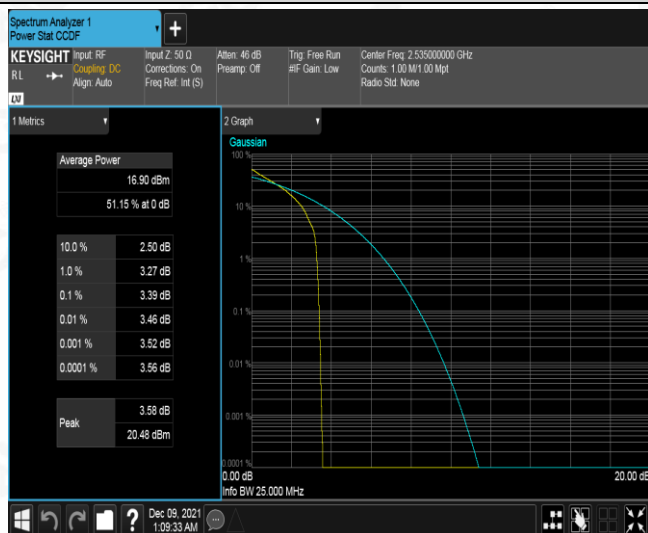 Spectrum Analyzer 1
Power Stat CCDF
KEYSIGHT
RL
LXI
Input: RF
Coupling: DC
Align: Auto
Input Z: 50 Ω
Corrections: On
Freq Ref: Int (S)
Atten: 46 dB
Preamp: Off
Trig: Free Run
#IF Gain: Low
Center Freq: 2.535000000 GHz
Counts: 1.00 M/1.00 Mpt
Radio Std: None
1 Metrics
Average Power
16.90 dBm
51.15 % at 0 dB
10.0 % 2.50 dB
1.0 % 3.27 dB
0.1 % 3.39 dB
0.01 % 3.46 dB
0.001 % 3.52 dB
0.0001 % 3.56 dB
Peak
3.58 dB
20.48 dBm
2 Graph
Gaussian
100 %
10 %
1 %
0.1 %
0.01 %
0.001 %
0.0001 %
0.00 dB
20.00 dB
Info BW 25.000 MHz
?
Dec 09, 2021
1:09:33 AM